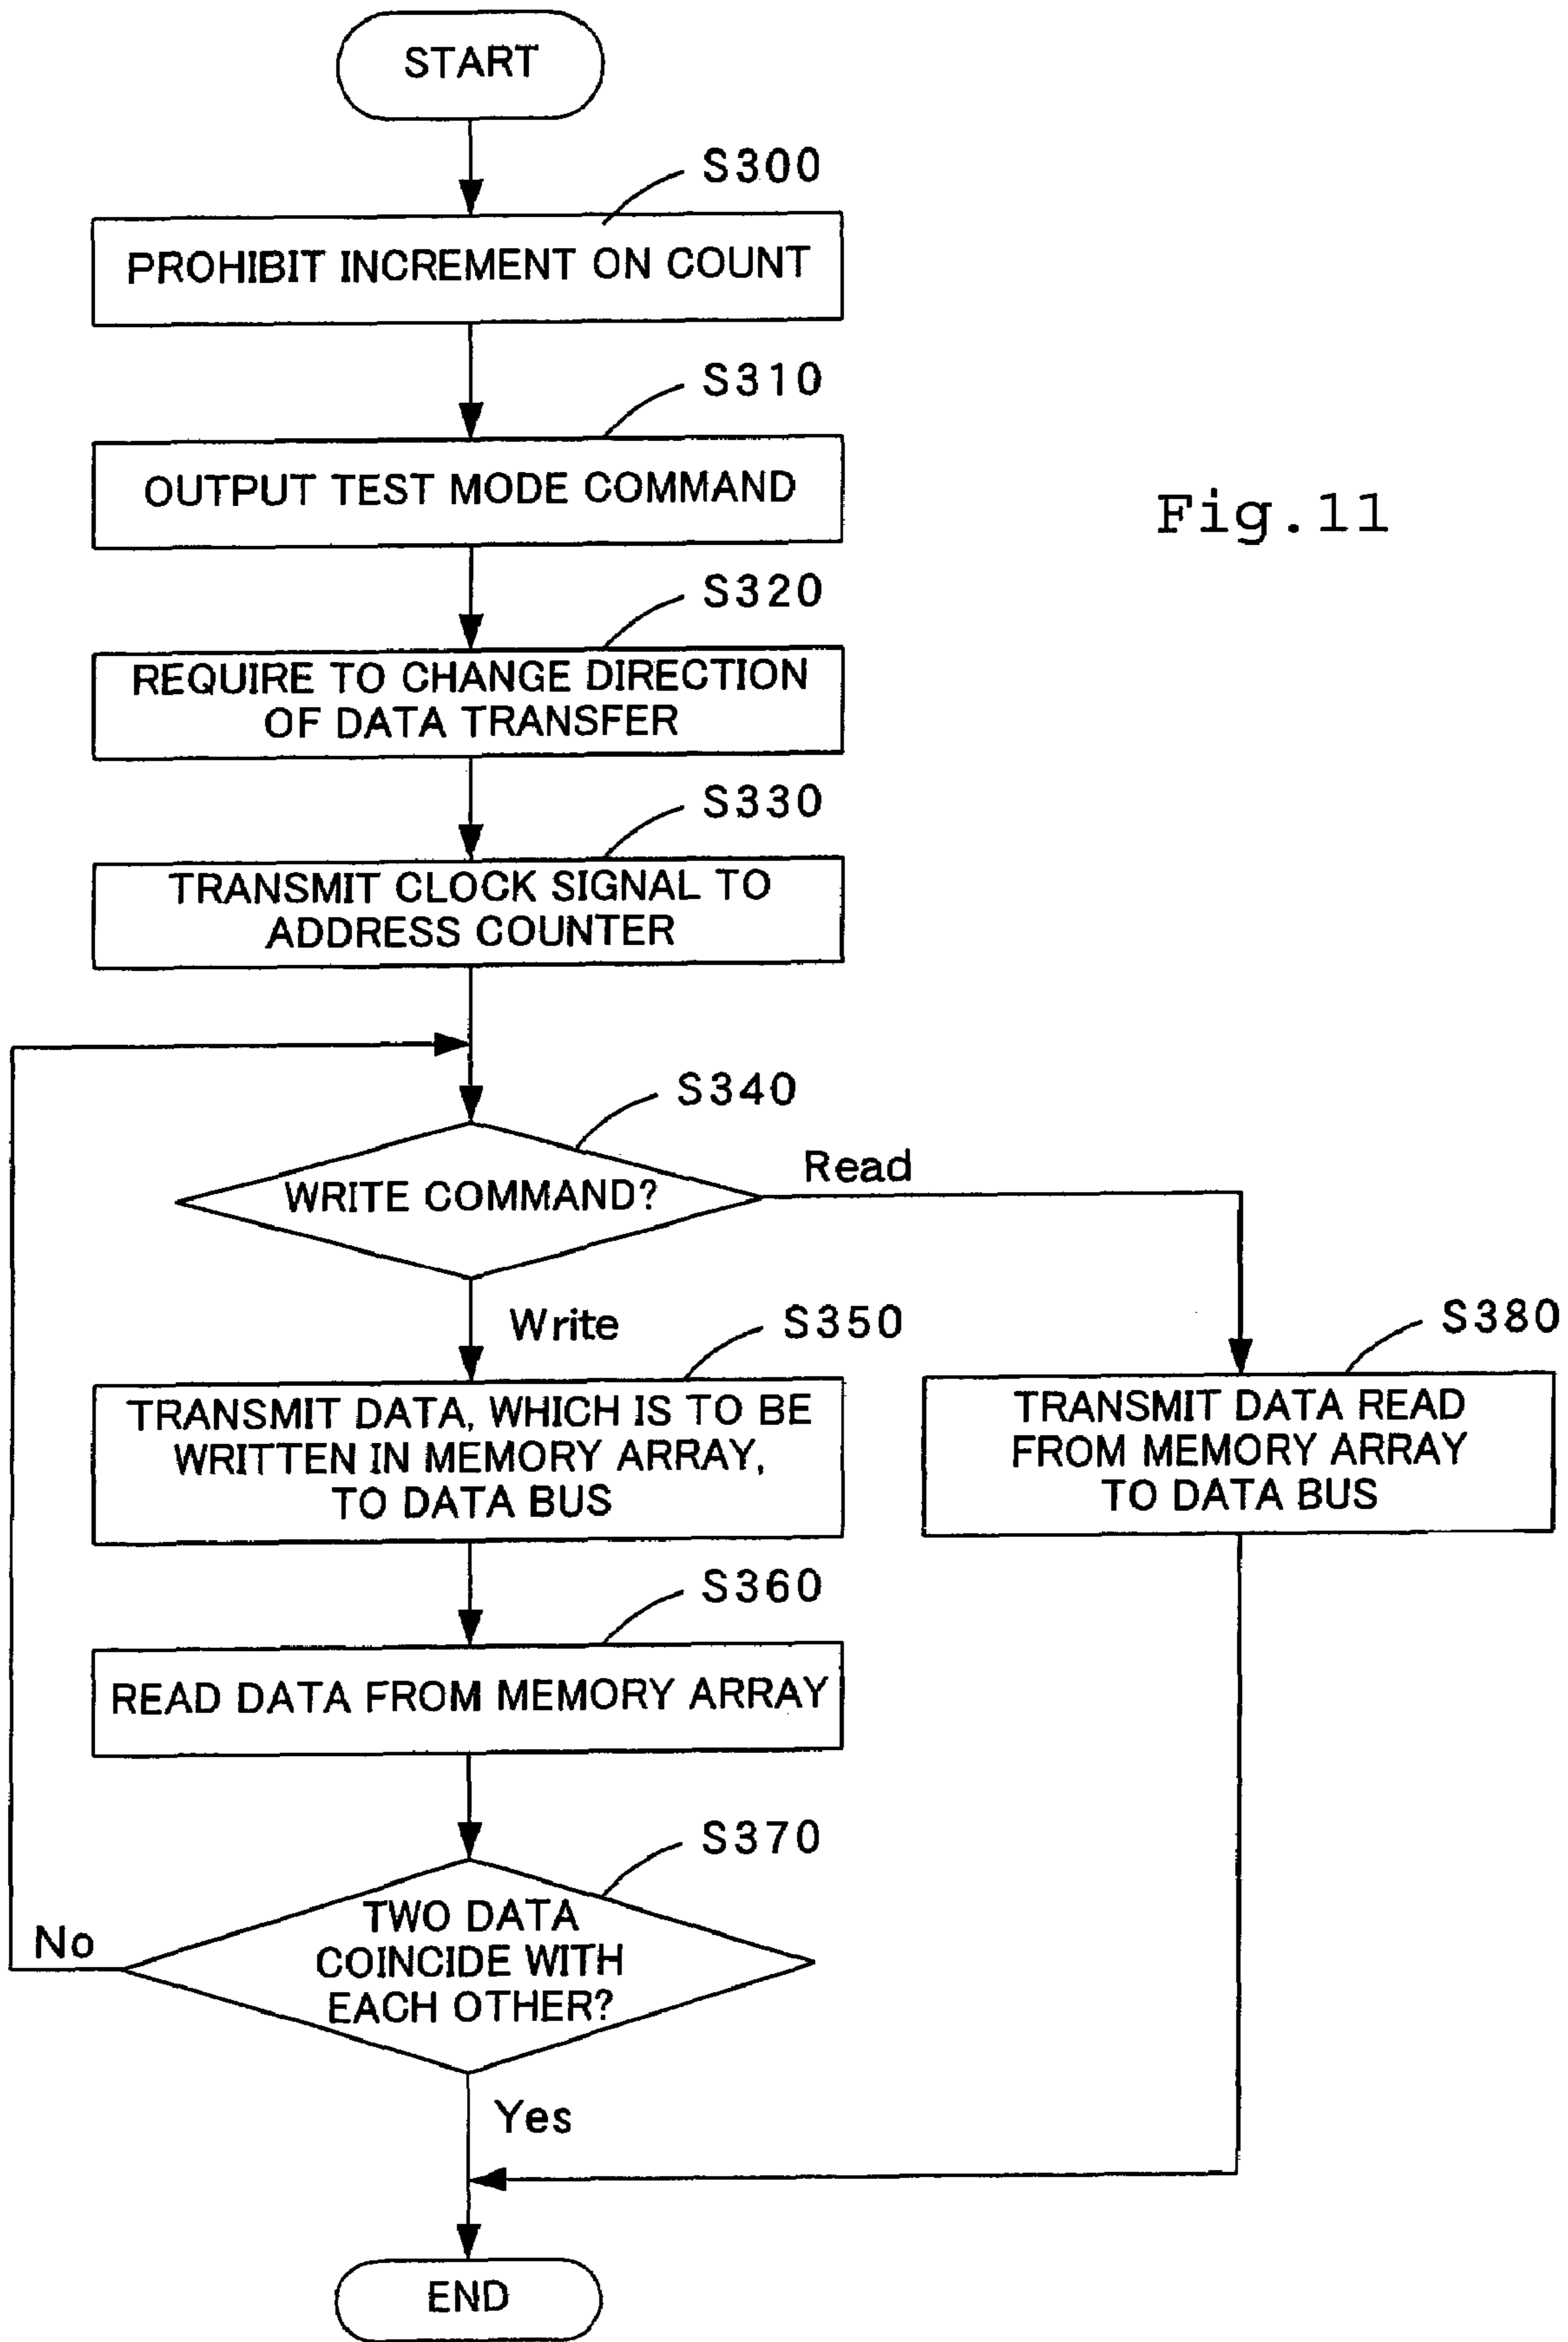 START
S300
PROHIBIT INCREMENT ON COUNT
S310
OUTPUT TEST MODE COMMAND
Fig.11
S320
REQUIRE TO CHANGE DIRECTION
OF DATA TRANSFER
S330
TRANSMIT CLOCK SIGNAL TO
ADDRESS COUNTER
S340
WRITE COMMAND?
Read
Write
S350
TRANSMIT DATA, WHICH IS TO BE
WRITTEN IN MEMORY ARRAY,
TO DATA BUS
S380
TRANSMIT DATA READ
FROM MEMORY ARRAY
TO DATA BUS
S360
READ DATA FROM MEMORY ARRAY
S370
TWO DATA
COINCIDE WITH
EACH OTHER?
No
Yes
END